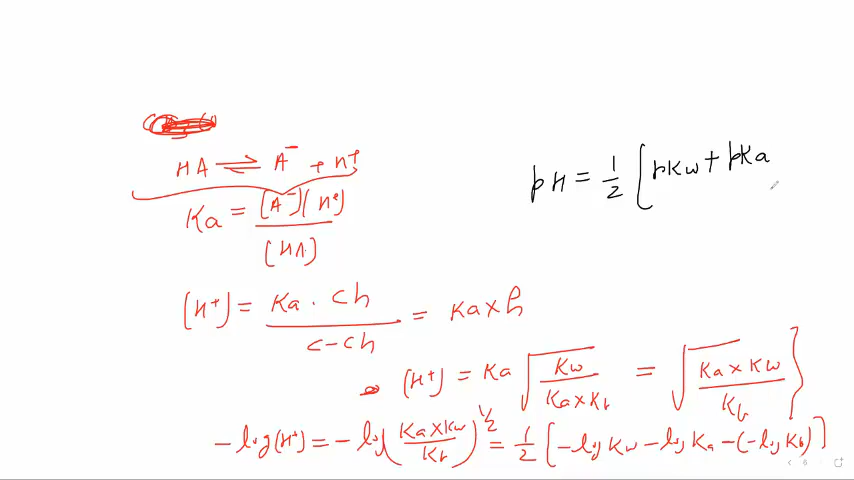 HA ⇌ A⁻ + H⁺
Ka = [A⁻][H⁺] / [HA]
pH = 1/2 [pKw + pKa
[H⁺] = Ka · Ch / C-Ch = Ka x h
[H⁺] = Ka √(Kw / Ka x Kb) = √(Ka x Kw / Kb)}
-log[H⁺] = -log(Ka x Kw / Kb)^1/2 = 1/2 [-log Kw - log Ka - (-log Kb)]
6